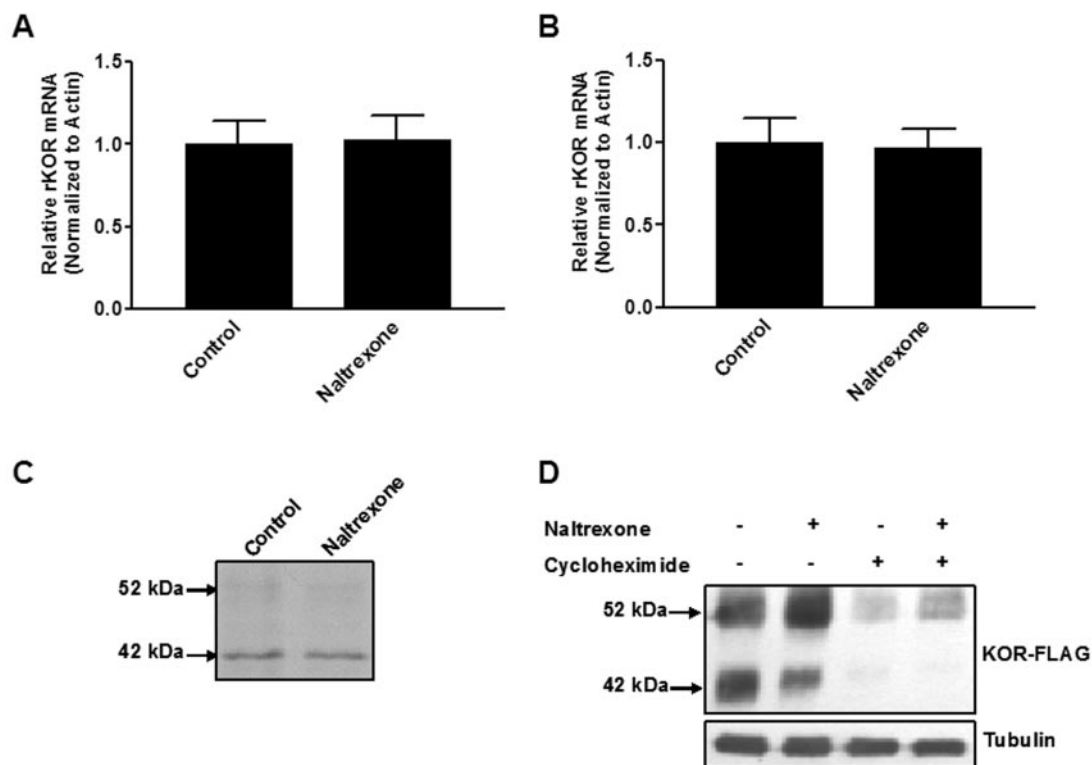 A
Relative rKOR mRNA
(Normalized to Actin)
1.5
1.0
0.5
0.0
Control
Naltrexone
B
Relative rKOR mRNA
(Normalized to Actin)
1.5
1.0
0.5
0.0
Control
Naltrexone
C
Control
Naltrexone
52 kDa
42 kDa
D
Naltrexone - + - +
Cycloheximide - - + +
52 kDa
42 kDa
KOR-FLAG
Tubulin